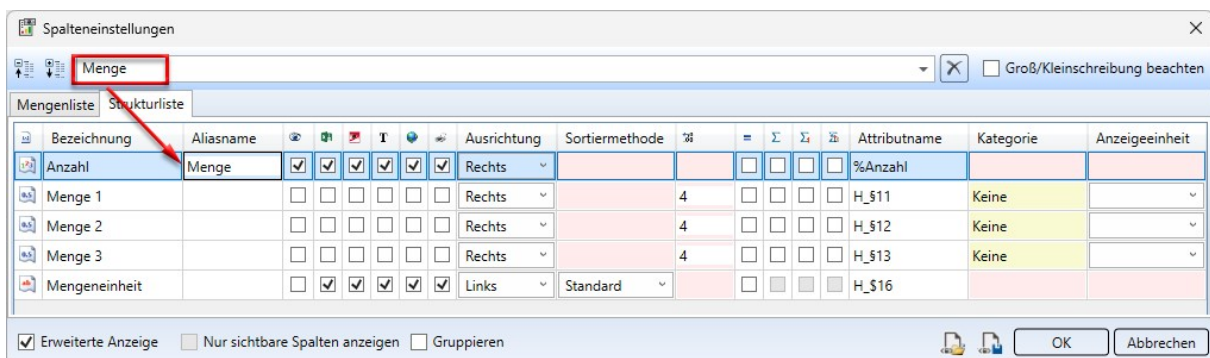 Spalteneinstellungen
Menge Groß/Kleinschreibung beachten
Mengenliste Strukturliste
Bezeichnung Aliasname T Ausrichtung Sortiermethode = Σ Σ Attributname Kategorie Anzeigeeinheit
Anzahl Menge Rechts %Anzahl
Menge 1 Rechts 4 H_§11 Keine
Menge 2 Rechts 4 H_§12 Keine
Menge 3 Rechts 4 H_§13 Keine
Mengeneinheit Links Standard H_$16
Erweiterte Anzeige Nur sichtbare Spalten anzeigen Gruppieren OK Abbrechen